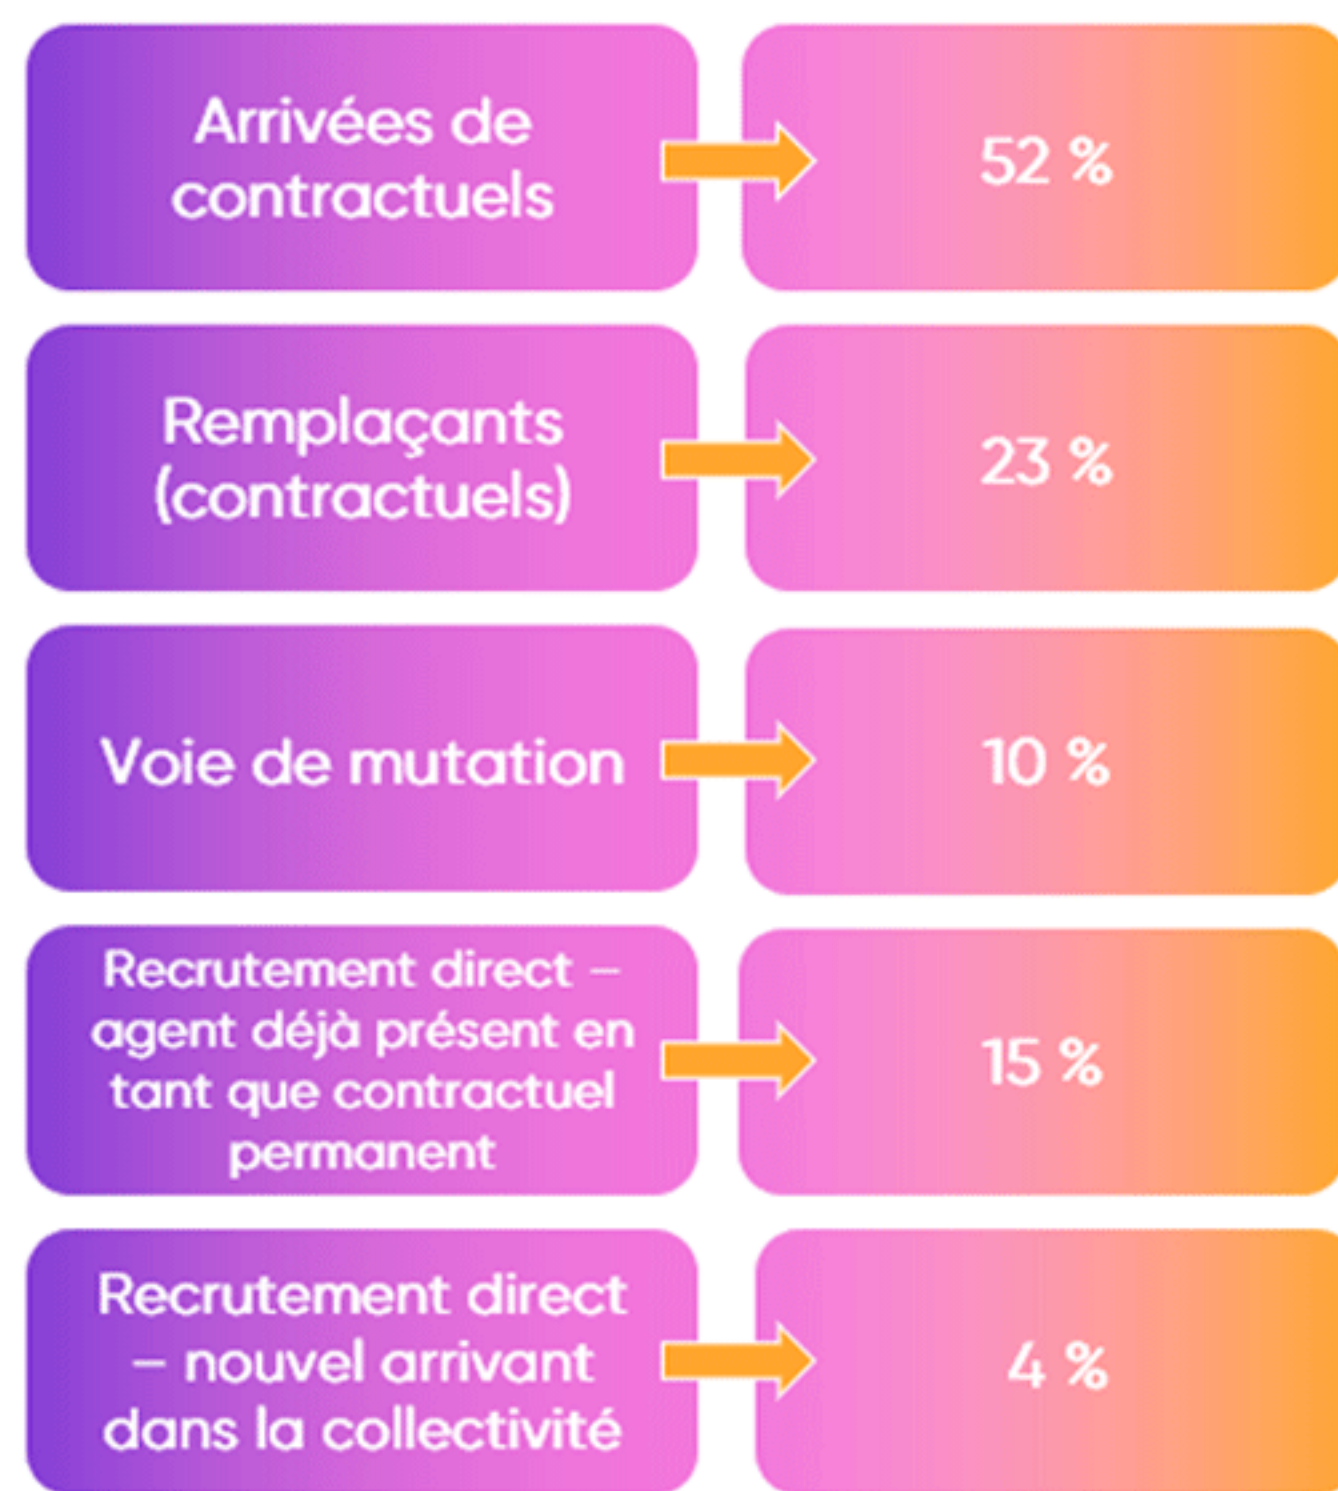 Arrivées de
contractuels
52 %
Remplaçants
(contractuels)
23 %
Voie de mutation
10 %
Recrutement direct –
agent déjà présent en
tant que contractuel
permanent
15 %
Recrutement direct
– nouvel arrivant
dans la collectivité
4 %